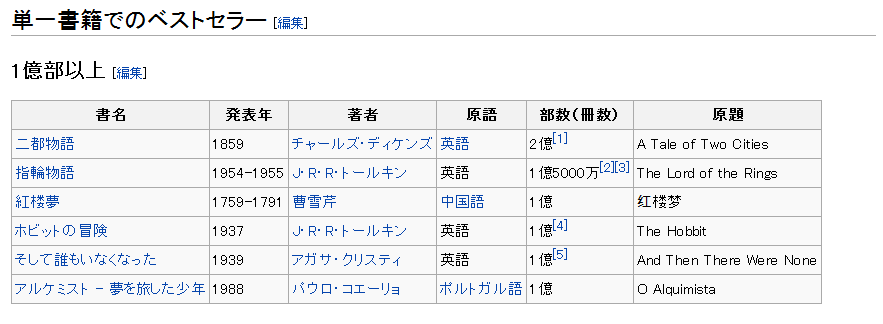 単一書籍でのベストセラー [編集]
1億部以上 [編集]
書名 発表年 著者 原語 部数(冊数) 原題
二都物語 1859 チャールズ・ディケンズ 英語 2億[1] A Tale of Two Cities
指輪物語 1954-1955 J・R・R・トールキン 英語 1億5000万[2][3] The Lord of the Rings
紅楼夢 1759-1791 曹雪芹 中国語 1億 红楼梦
ホビットの冒険 1937 J・R・R・トールキン 英語 1億[4] The Hobbit
そして誰もいなくなった 1939 アガサ・クリスティ 英語 1億[5] And Then There Were None
アルケミスト - 夢を旅した少年 1988 パウロ・コエーリョ ポルトガル語 1億 O Alquimista